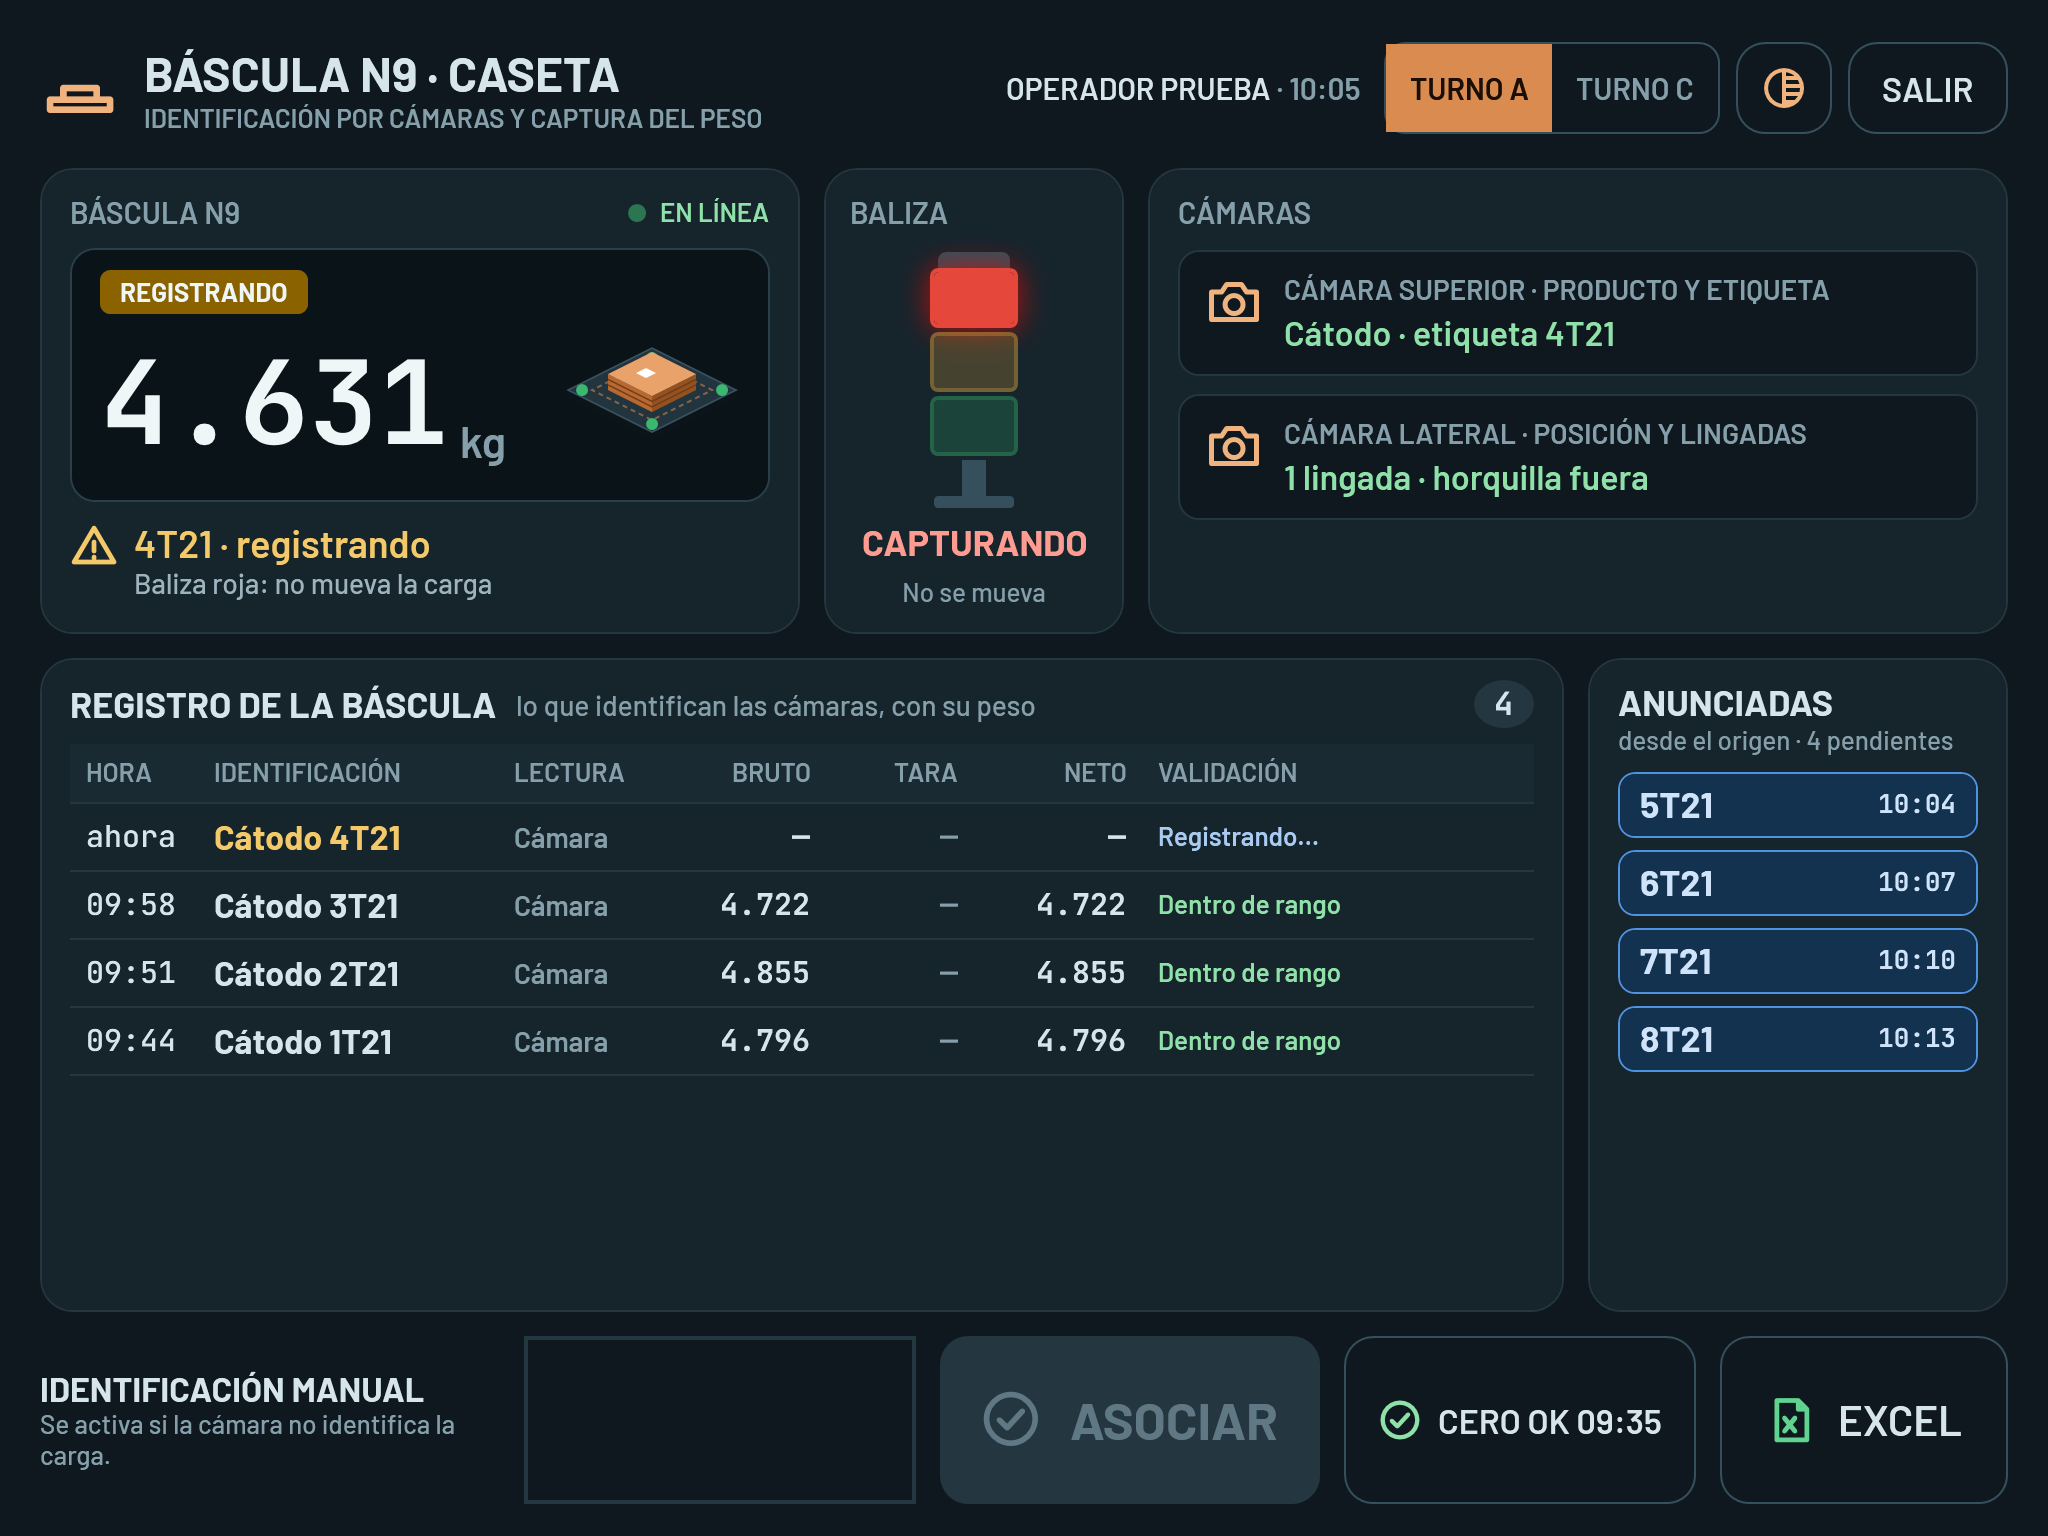 BÁSCULA N9 · CASETA
IDENTIFICACIÓN POR CÁMARAS Y CAPTURA DEL PESO
OPERADOR PRUEBA · 10:05
TURNO A
TURNO C
SALIR
BÁSCULA N9
EN LÍNEA
REGISTRANDO
4.631 kg
4T21 · registrando
Baliza roja: no mueva la carga
BALIZA
CAPTURANDO
No se mueva
CÁMARAS
CÁMARA SUPERIOR · PRODUCTO Y ETIQUETA
Cátodo · etiqueta 4T21
CÁMARA LATERAL · POSICIÓN Y LINGADAS
1 lingada · horquilla fuera
REGISTRO DE LA BÁSCULA lo que identifican las cámaras, con su peso 4
HORA IDENTIFICACIÓN LECTURA BRUTO TARA NETO VALIDACIÓN
ahora Cátodo 4T21 Cámara — — — Registrando...
09:58 Cátodo 3T21 Cámara 4.722 — 4.722 Dentro de rango
09:51 Cátodo 2T21 Cámara 4.855 — 4.855 Dentro de rango
09:44 Cátodo 1T21 Cámara 4.796 — 4.796 Dentro de rango
ANUNCIADAS
desde el origen · 4 pendientes
5T21 10:04
6T21 10:07
7T21 10:10
8T21 10:13
IDENTIFICACIÓN MANUAL
Se activa si la cámara no identifica la
carga.
ASOCIAR
CERO OK 09:35
EXCEL